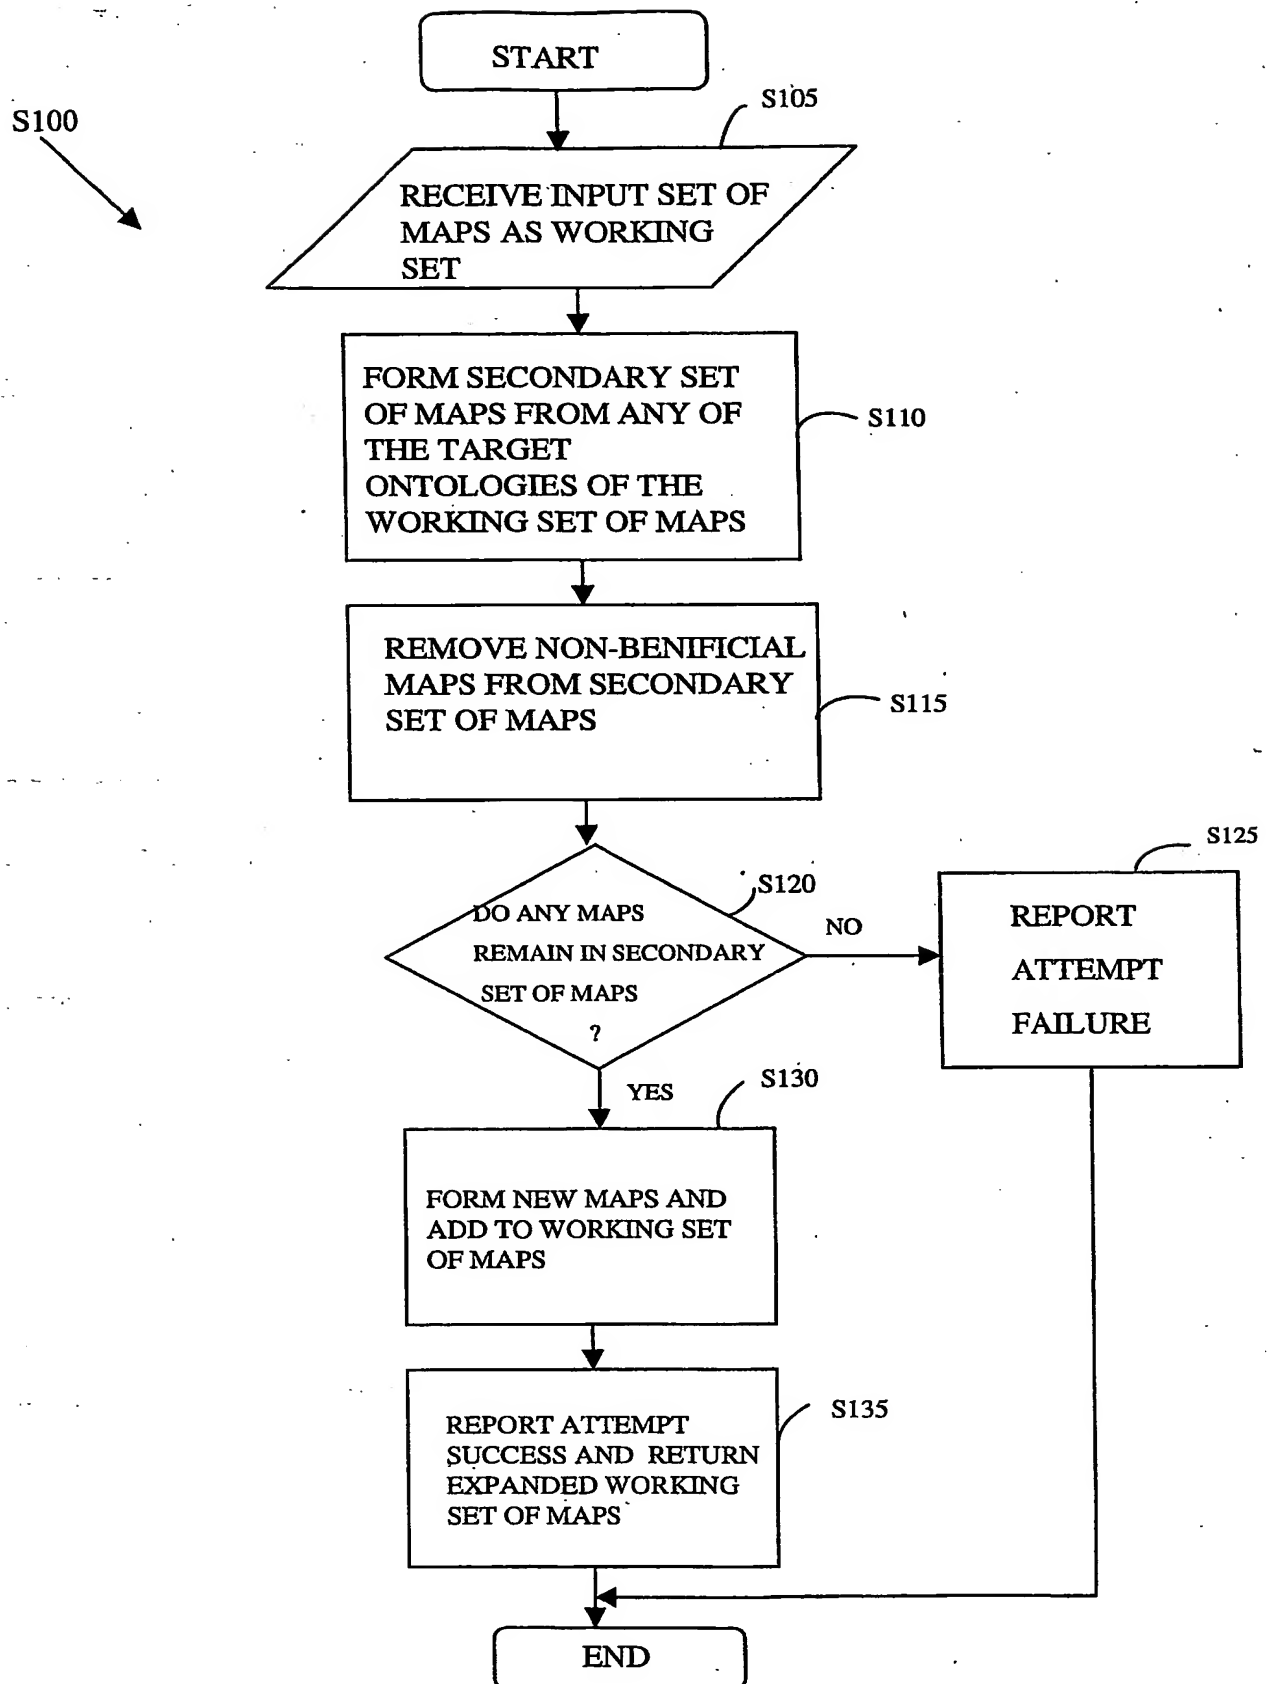 START
S105
S100
RECEIVE INPUT SET OF
MAPS AS WORKING
SET
FORM SECONDARY SET
OF MAPS FROM ANY OF
THE TARGET
ONTOLOGIES OF THE
WORKING SET OF MAPS
S110
REMOVE NON-BENIFICIAL
MAPS FROM SECONDARY
SET OF MAPS
S115
S120
DO ANY MAPS
REMAIN IN SECONDARY
SET OF MAPS
?
NO
S125
REPORT
ATTEMPT
FAILURE
YES
S130
FORM NEW MAPS AND
ADD TO WORKING SET
OF MAPS
S135
REPORT ATTEMPT
SUCCESS AND RETURN
EXPANDED WORKING
SET OF MAPS
END